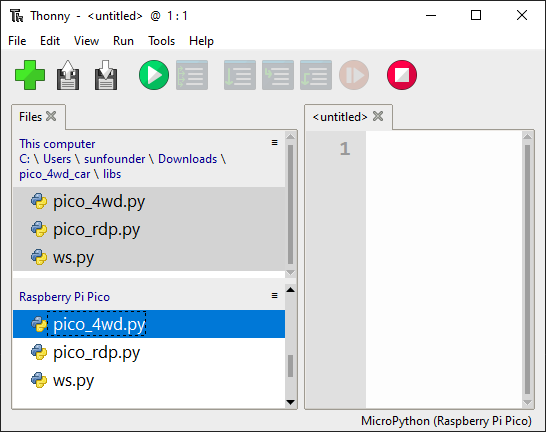 Thonny - <untitled> @ 1 : 1
File Edit View Run Tools Help
Files
<untitled>
This computer
C: \ Users \ sunfounder \ Downloads \
pico_4wd_car \ libs
1
pico_4wd.py
pico_rdp.py
ws.py
Raspberry Pi Pico
pico_4wd.py
pico_rdp.py
ws.py
MicroPython (Raspberry Pi Pico)